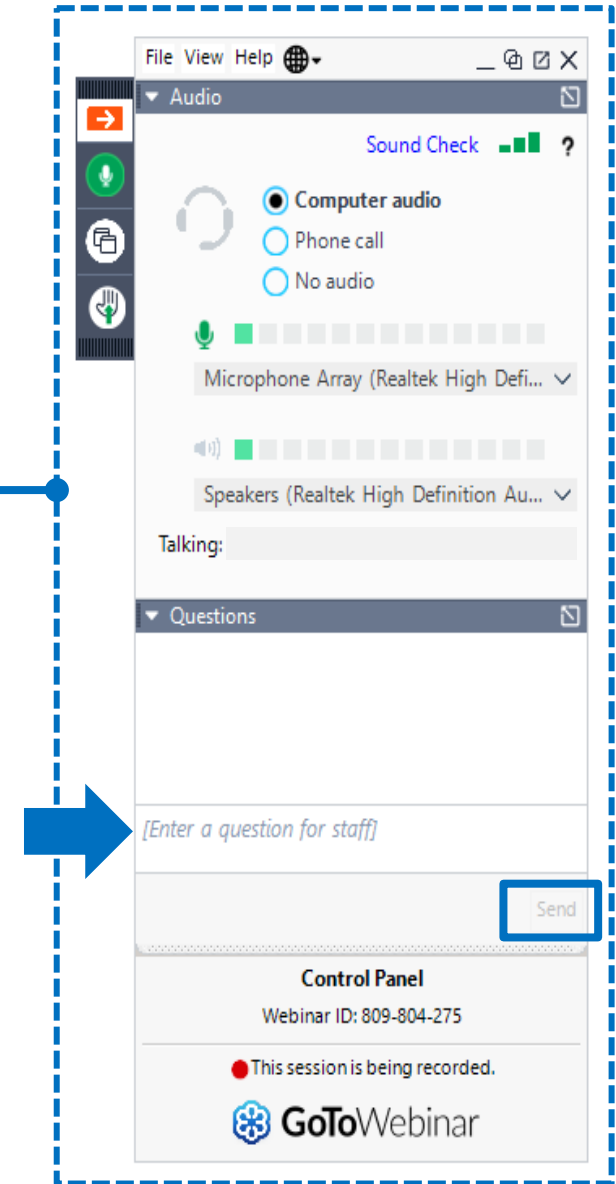 File View Help
Audio
Sound Check ?
Computer audio
Phone call
No audio
Microphone Array (Realtek High Defi...
Speakers (Realtek High Definition Au...
Talking:
Questions
[Enter a question for staff]
Send
Control Panel
Webinar ID: 809-804-275
This session is being recorded.
GoToWebinar